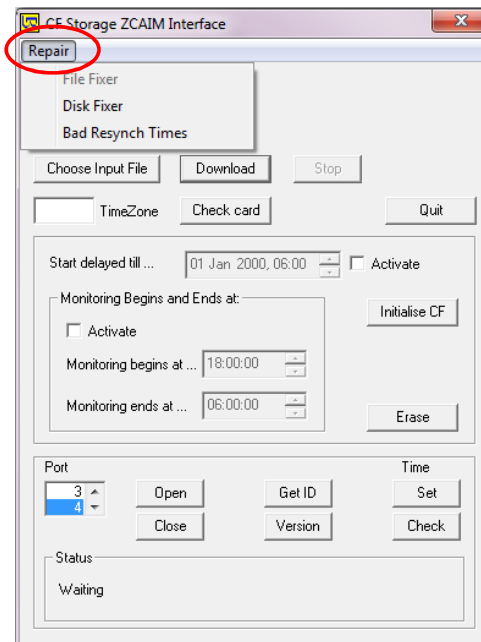 CF Storage ZCAIM Interface
Repair
File Fixer
Disk Fixer
Bad Resynch Times
Choose Input File Download Stop
TimeZone Check card Quit
Start delayed till ... 01 Jan 2000, 06:00 Activate
Monitoring Begins and Ends at:
Initialise CF
Activate
Monitoring begins at ... 18:00:00
Monitoring ends at ... 06:00:00
Erase
Port Time
3
4
Open Get ID Set
Close Version Check
Status
Waiting